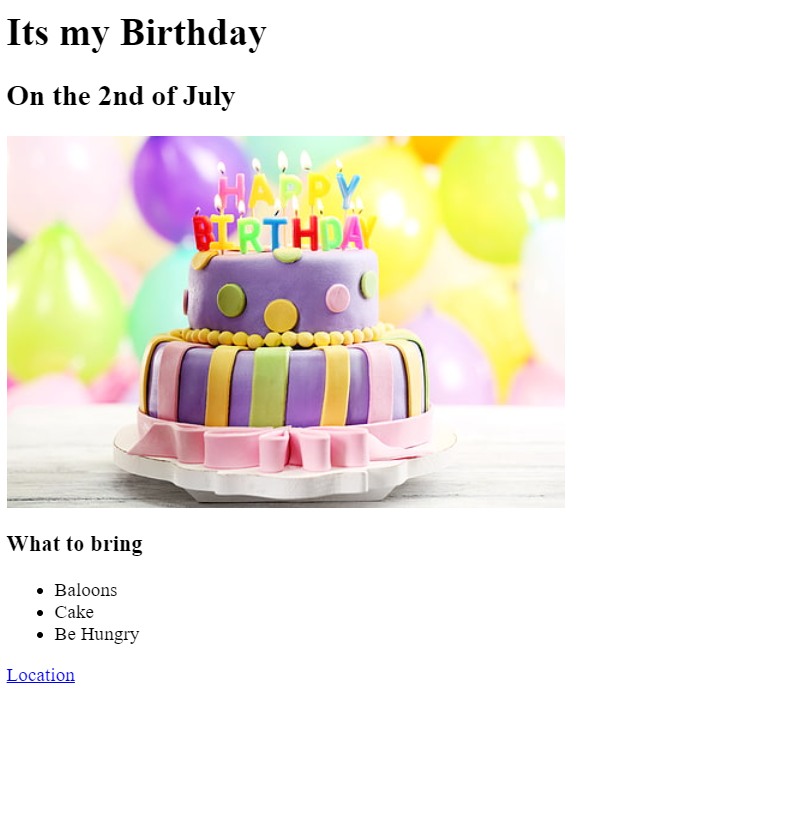 Its my Birthday
On the 2nd of July
HAPPY
BIRTHDAY
What to bring
Baloons
Cake
Be Hungry
Location